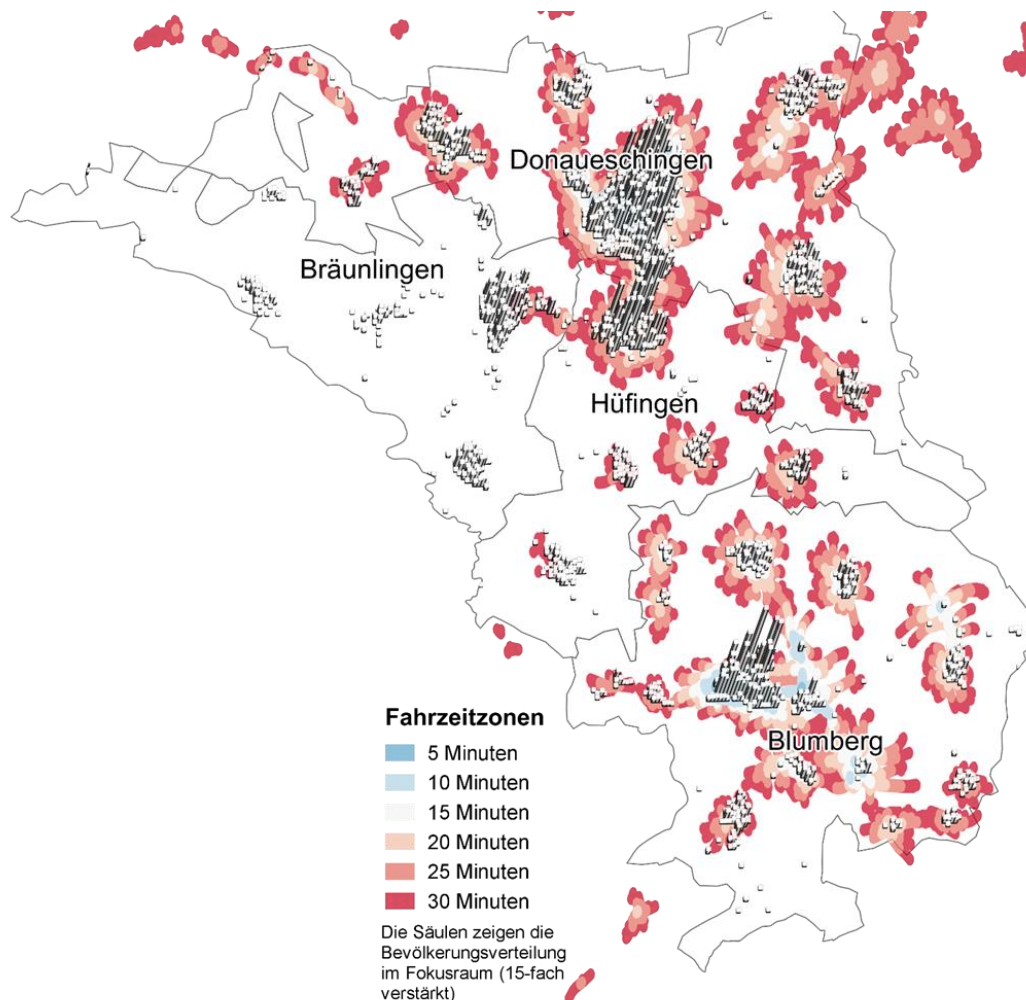 Donaueschingen
Bräunlingen
Hüfingen
Blumberg
Fahrzeitzonen
5 Minuten
10 Minuten
15 Minuten
20 Minuten
25 Minuten
30 Minuten
Die Säulen zeigen die
Bevölkerungsverteilung
im Fokusraum (15-fach
verstärkt)